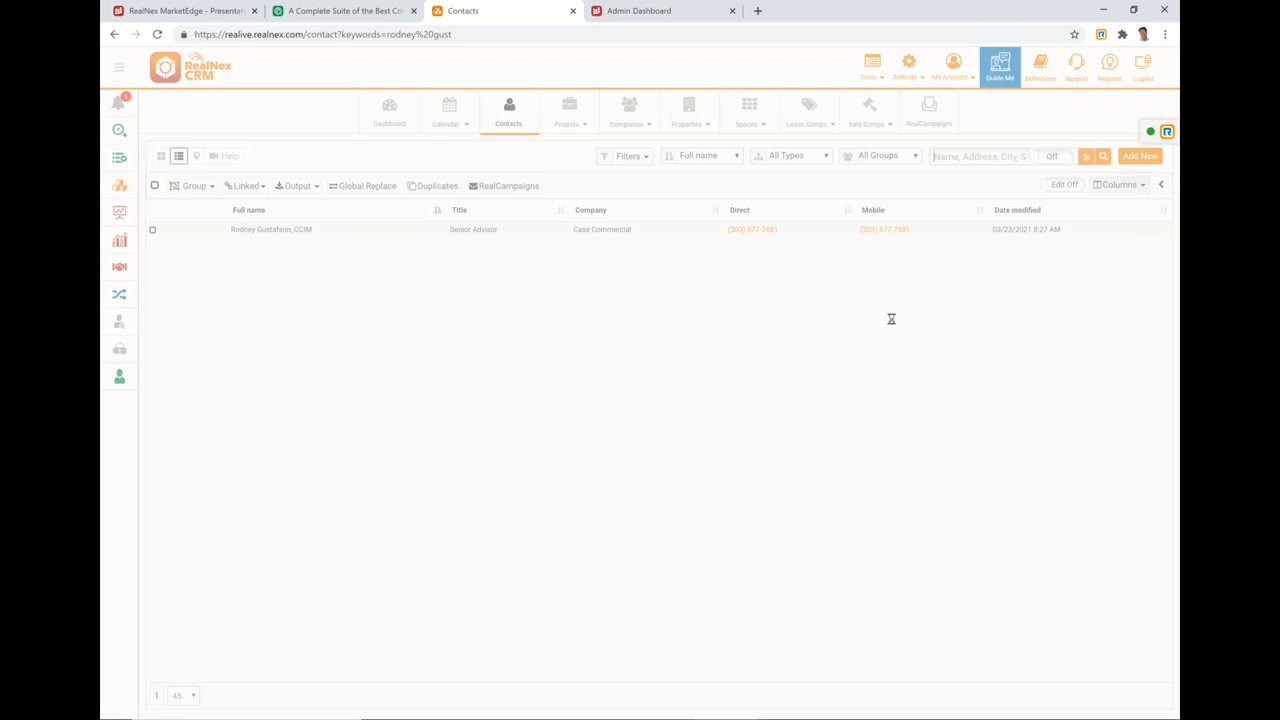 RealNex MarketEdge - Presentat
A Complete Suite of the Best Co
Contacts
Admin Dashboard
https://realive.realnex.com/contact?keywords=rodney%20gust
RealNex
CRM
Tools
Settings
My Account
Guide Me
Definitions
Support
Request
Logout
1
Dashboard
Calendar
Contacts
Projects
Companies
Properties
Spaces
Lease Comps
Sale Comps
RealCampaigns
Help
Filters
Full name
All Types
All Groups
Name, Address, City, S
Off
Add New
Group
Linked
Output
Global Replace
Duplicates
RealCampaigns
Edit Off
Columns
Full name
Title
Company
Direct
Mobile
Date modified
Rodney Gustafson, CCIM
Senior Advisor
Case Commercial
(303) 877-7681
(303) 877-7681
03/23/2021 8:27 AM
1
45